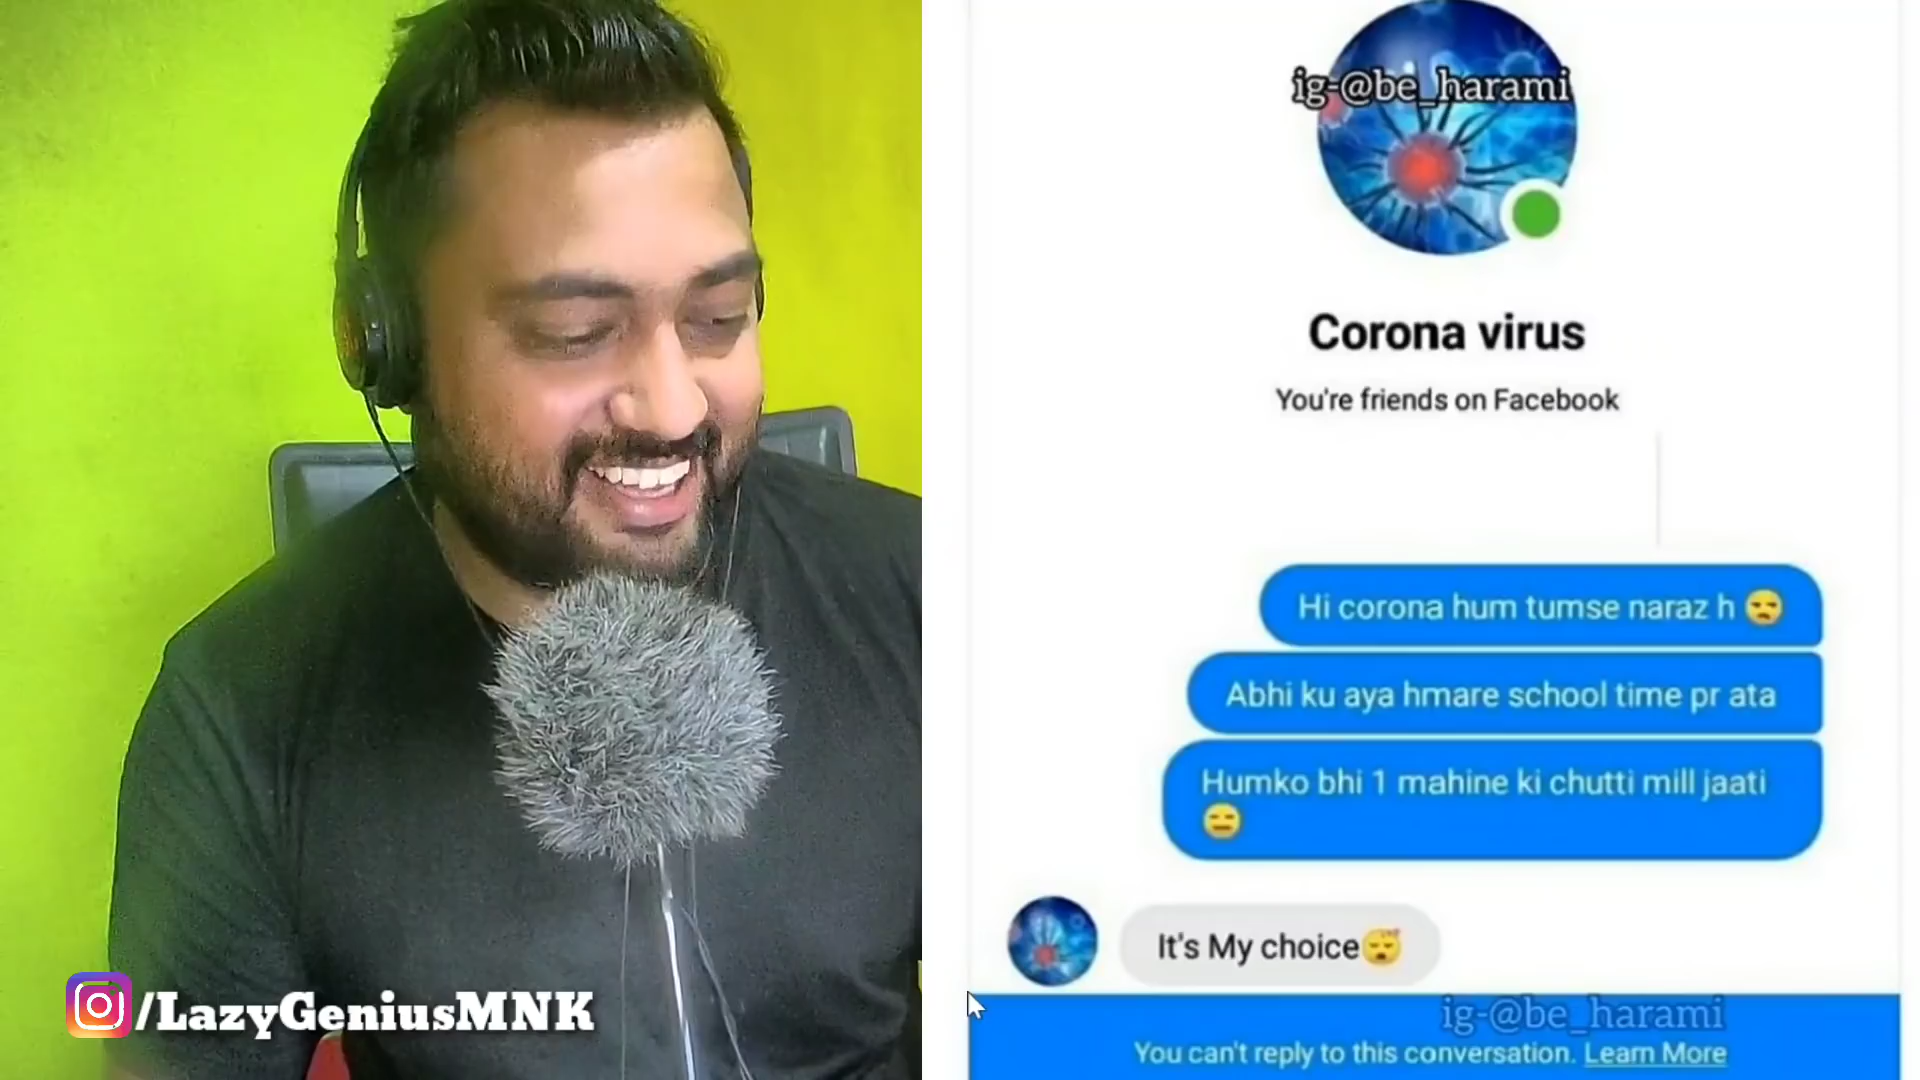 ig-@be_harami
Corona virus
You're friends on Facebook
Hi corona hum tumse naraz h 😒
Abhi ku aya hmare school time pr ata
Humko bhi 1 mahine ki chutti mill jaati
😑
It's My choice😴
ig-@be_harami
You can't reply to this conversation. Learn More
/LazyGeniusMNK